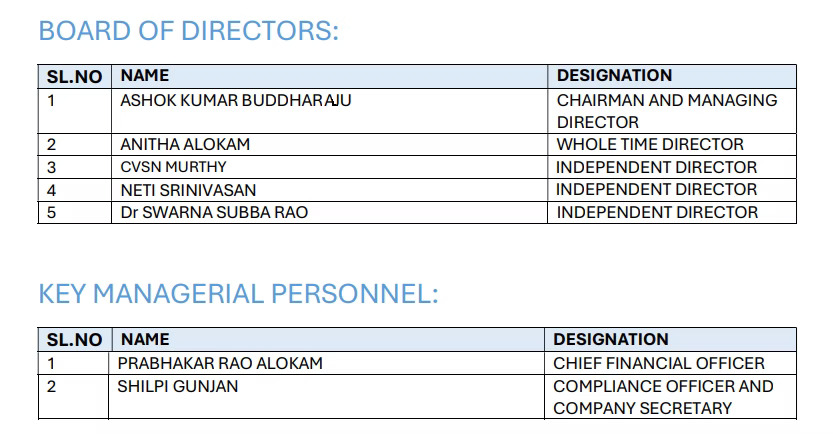 BOARD OF DIRECTORS:
SL.NO NAME DESIGNATION
1 ASHOK KUMAR BUDDHARAJU CHAIRMAN AND MANAGING
DIRECTOR
2 ANITHA ALOKAM WHOLE TIME DIRECTOR
3 CVSN MURTHY INDEPENDENT DIRECTOR
4 NETI SRINIVASAN INDEPENDENT DIRECTOR
5 Dr SWARNA SUBBA RAO INDEPENDENT DIRECTOR
KEY MANAGERIAL PERSONNEL:
SL.NO NAME DESIGNATION
1 PRABHAKAR RAO ALOKAM CHIEF FINANCIAL OFFICER
2 SHILPI GUNJAN COMPLIANCE OFFICER AND
COMPANY SECRETARY